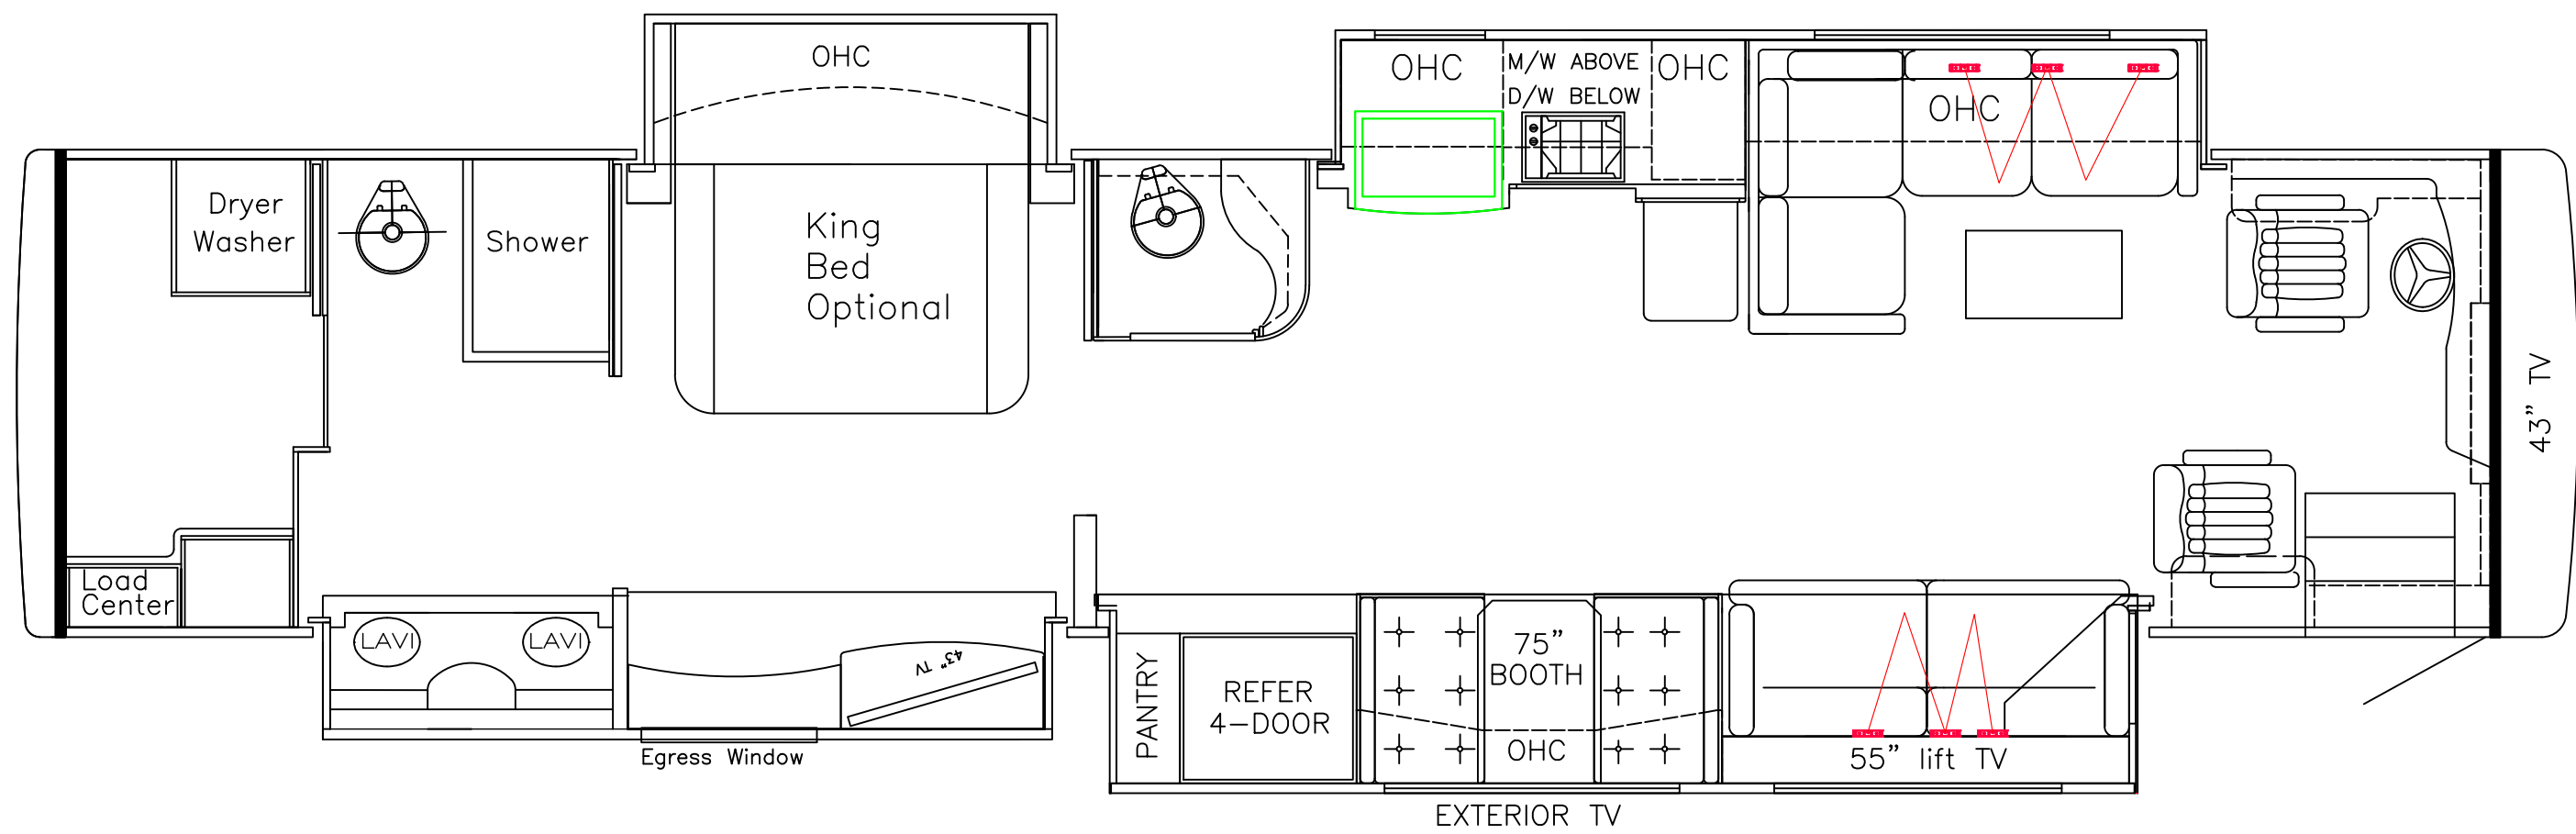 OHC
OHC
M/W ABOVE
D/W BELOW
OHC
OHC
Dryer
Washer
Shower
King
Bed
Optional
43" TV
Load
Center
LAVI
LAVI
43" TV
Egress Window
PANTRY
REFER
4-DOOR
75"
BOOTH
OHC
55" lift TV
EXTERIOR TV